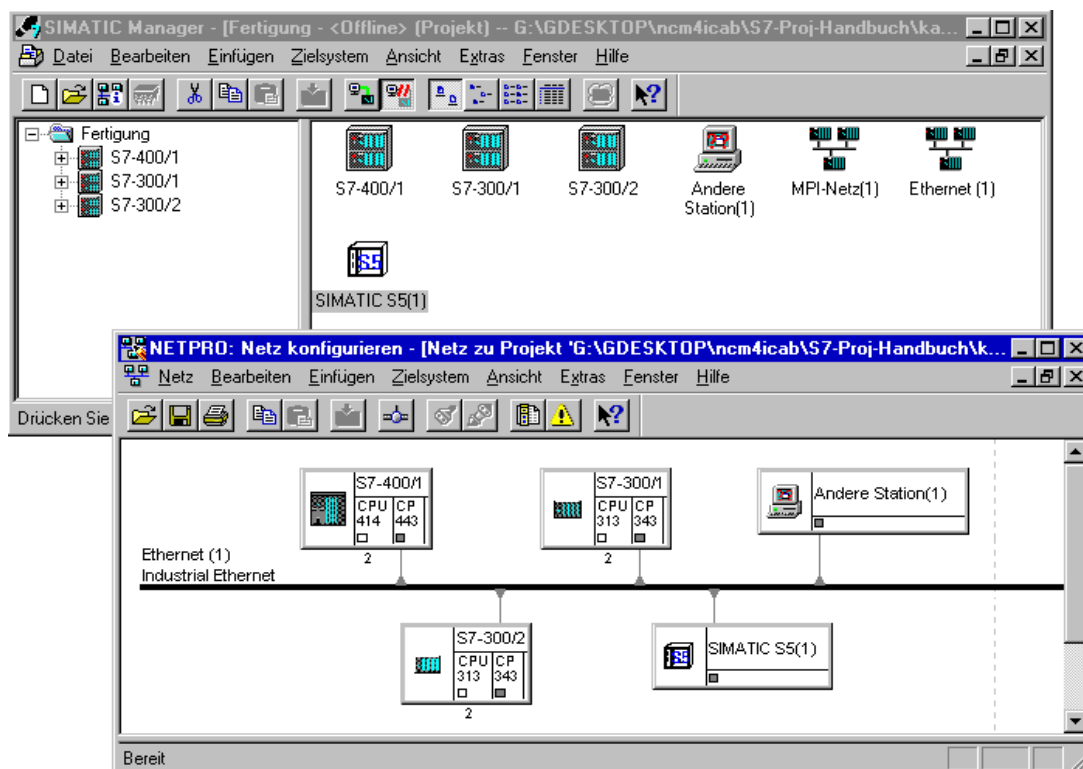 SIMATIC Manager - [Fertigung - <Offline> (Projekt) -- G:\GDESKTOP\ncm4icab\S7-Proj-Handbuch\ka...
Datei Bearbeiten Einfügen Zielsystem Ansicht Extras Fenster Hilfe
Fertigung
S7-400/1
S7-300/1
S7-300/2
S7-400/1
S7-300/1
S7-300/2
Andere
Station(1)
MPI-Netz(1)
Ethernet (1)
S5
SIMATIC S5(1)
Drücken Sie
NETPRO: Netz konfigurieren - [Netz zu Projekt 'G:\GDESKTOP\ncm4icab\S7-Proj-Handbuch\k...
Netz Bearbeiten Einfügen Zielsystem Ansicht Extras Fenster Hilfe
S7-400/1
CPU CP
414 443
2
S7-300/1
CPU CP
313 343
2
Andere Station(1)
Ethernet (1)
Industrial Ethernet
S7-300/2
CPU CP
313 343
2
S5
SIMATIC S5(1)
Bereit